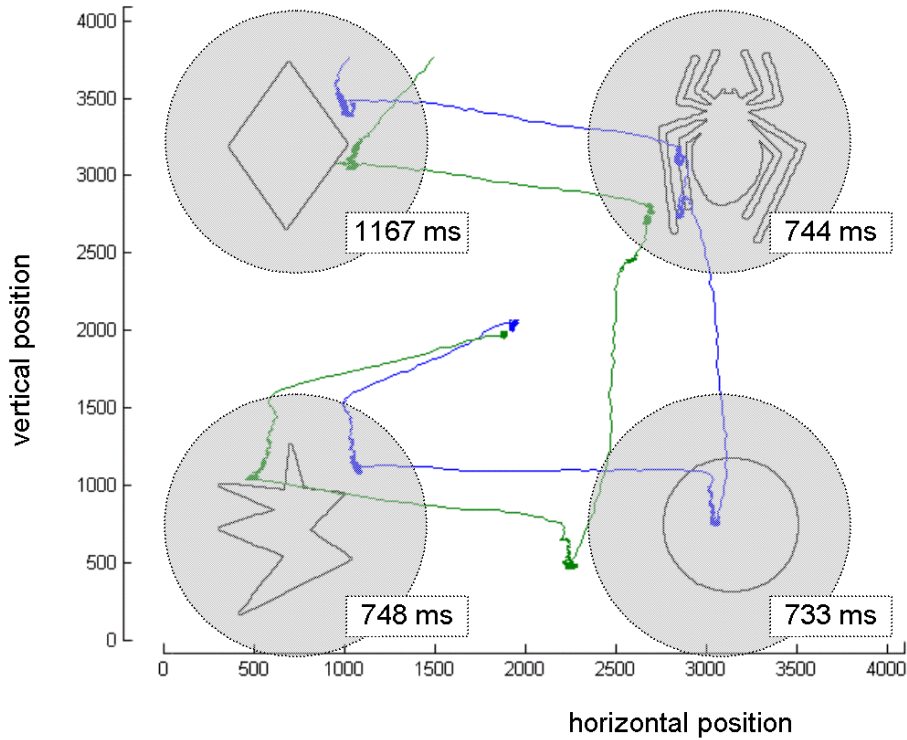 4000
3500
3000
2500
2000
1500
1000
500
0
vertical position
1167 ms
744 ms
748 ms
733 ms
0 500 1000 1500 2000 2500 3000 3500 4000
horizontal position